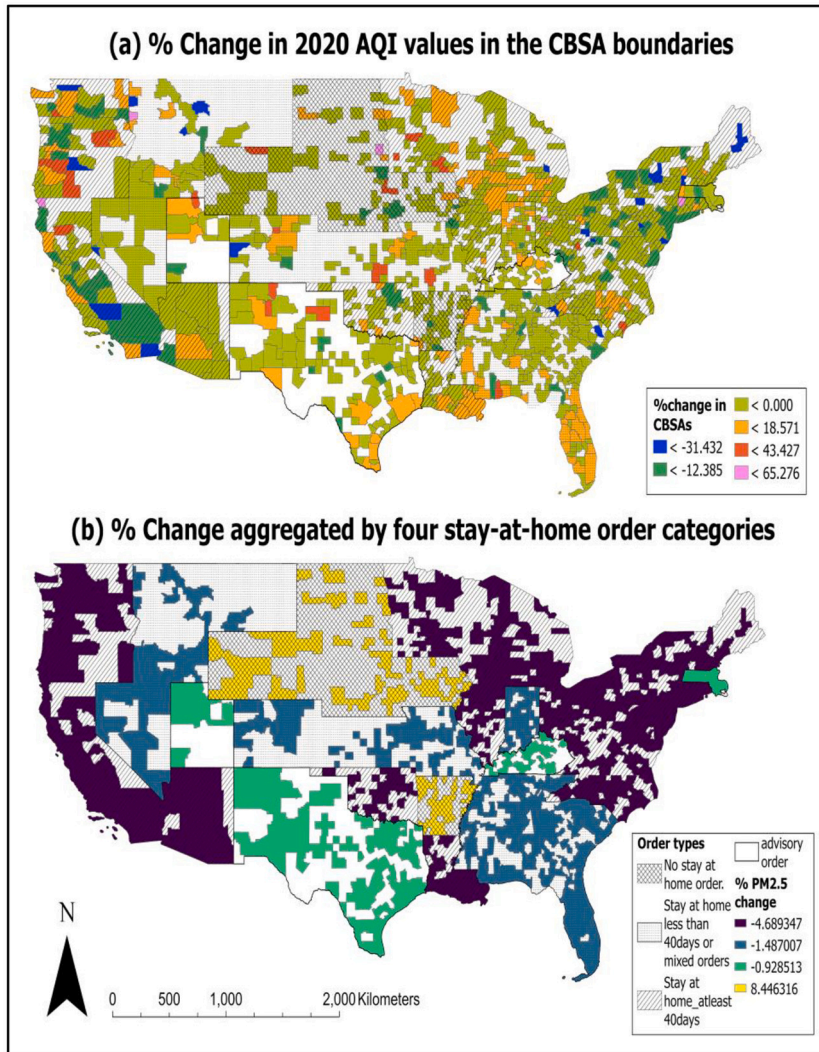 (a) % Change in 2020 AQI values in the CBSA boundaries
%change in
CBSAs
< -31.432
< -12.385
< 0.000
< 18.571
< 43.427
< 65.276
(b) % Change aggregated by four stay-at-home order categories
N
0 500 1,000 2,000 Kilometers
Order types
No stay at
home order.
Stay at home
less than
40days or
mixed orders
Stay at
home_atleast
40days
advisory
order
% PM2.5
change
-4.689347
-1.487007
-0.928513
8.446316